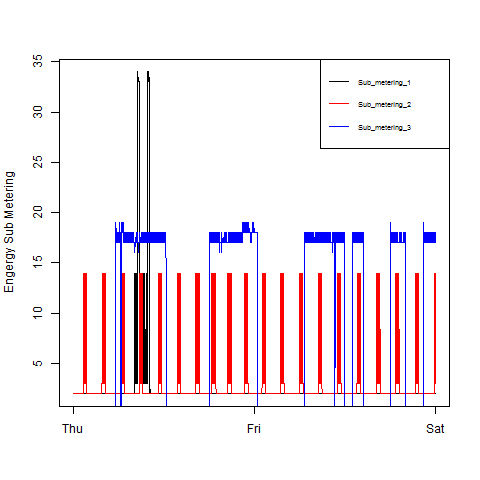 Engergy Sub Metering
35
30
25
20
15
10
5
Thu
Fri
Sat
Sub_metering_1
Sub_metering_2
Sub_metering_3